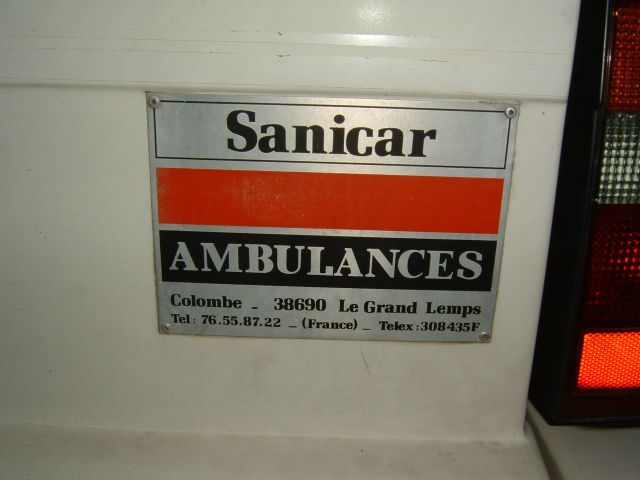 Sanicar
AMBULANCES
Colombe - 38690 Le Grand Lemps
Tel: 76.55.87.22 - (France) - Telex:308435F